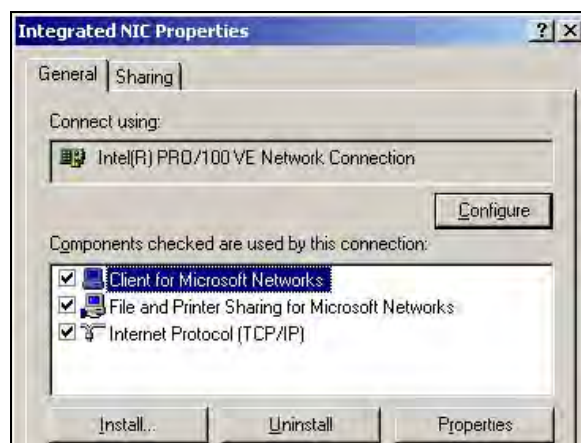 Integrated NIC Properties
General Sharing
Connect using:
Intel(R) PRO/100 VE Network Connection
Configure
Components checked are used by this connection:
Client for Microsoft Networks
File and Printer Sharing for Microsoft Networks
Internet Protocol (TCP/IP)
Install... Uninstall Properties